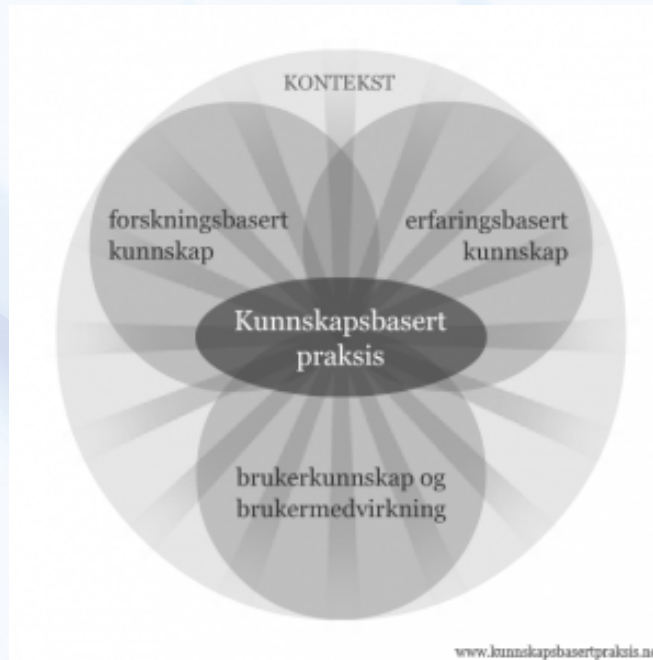 KONTEKST
forskningsbasert
kunnskap
erfaringsbasert
kunnskap
Kunnskapsbasert
praksis
brukerkunnskap og
brukermedvirkning
www.kunnskapsbasertpraksis.no